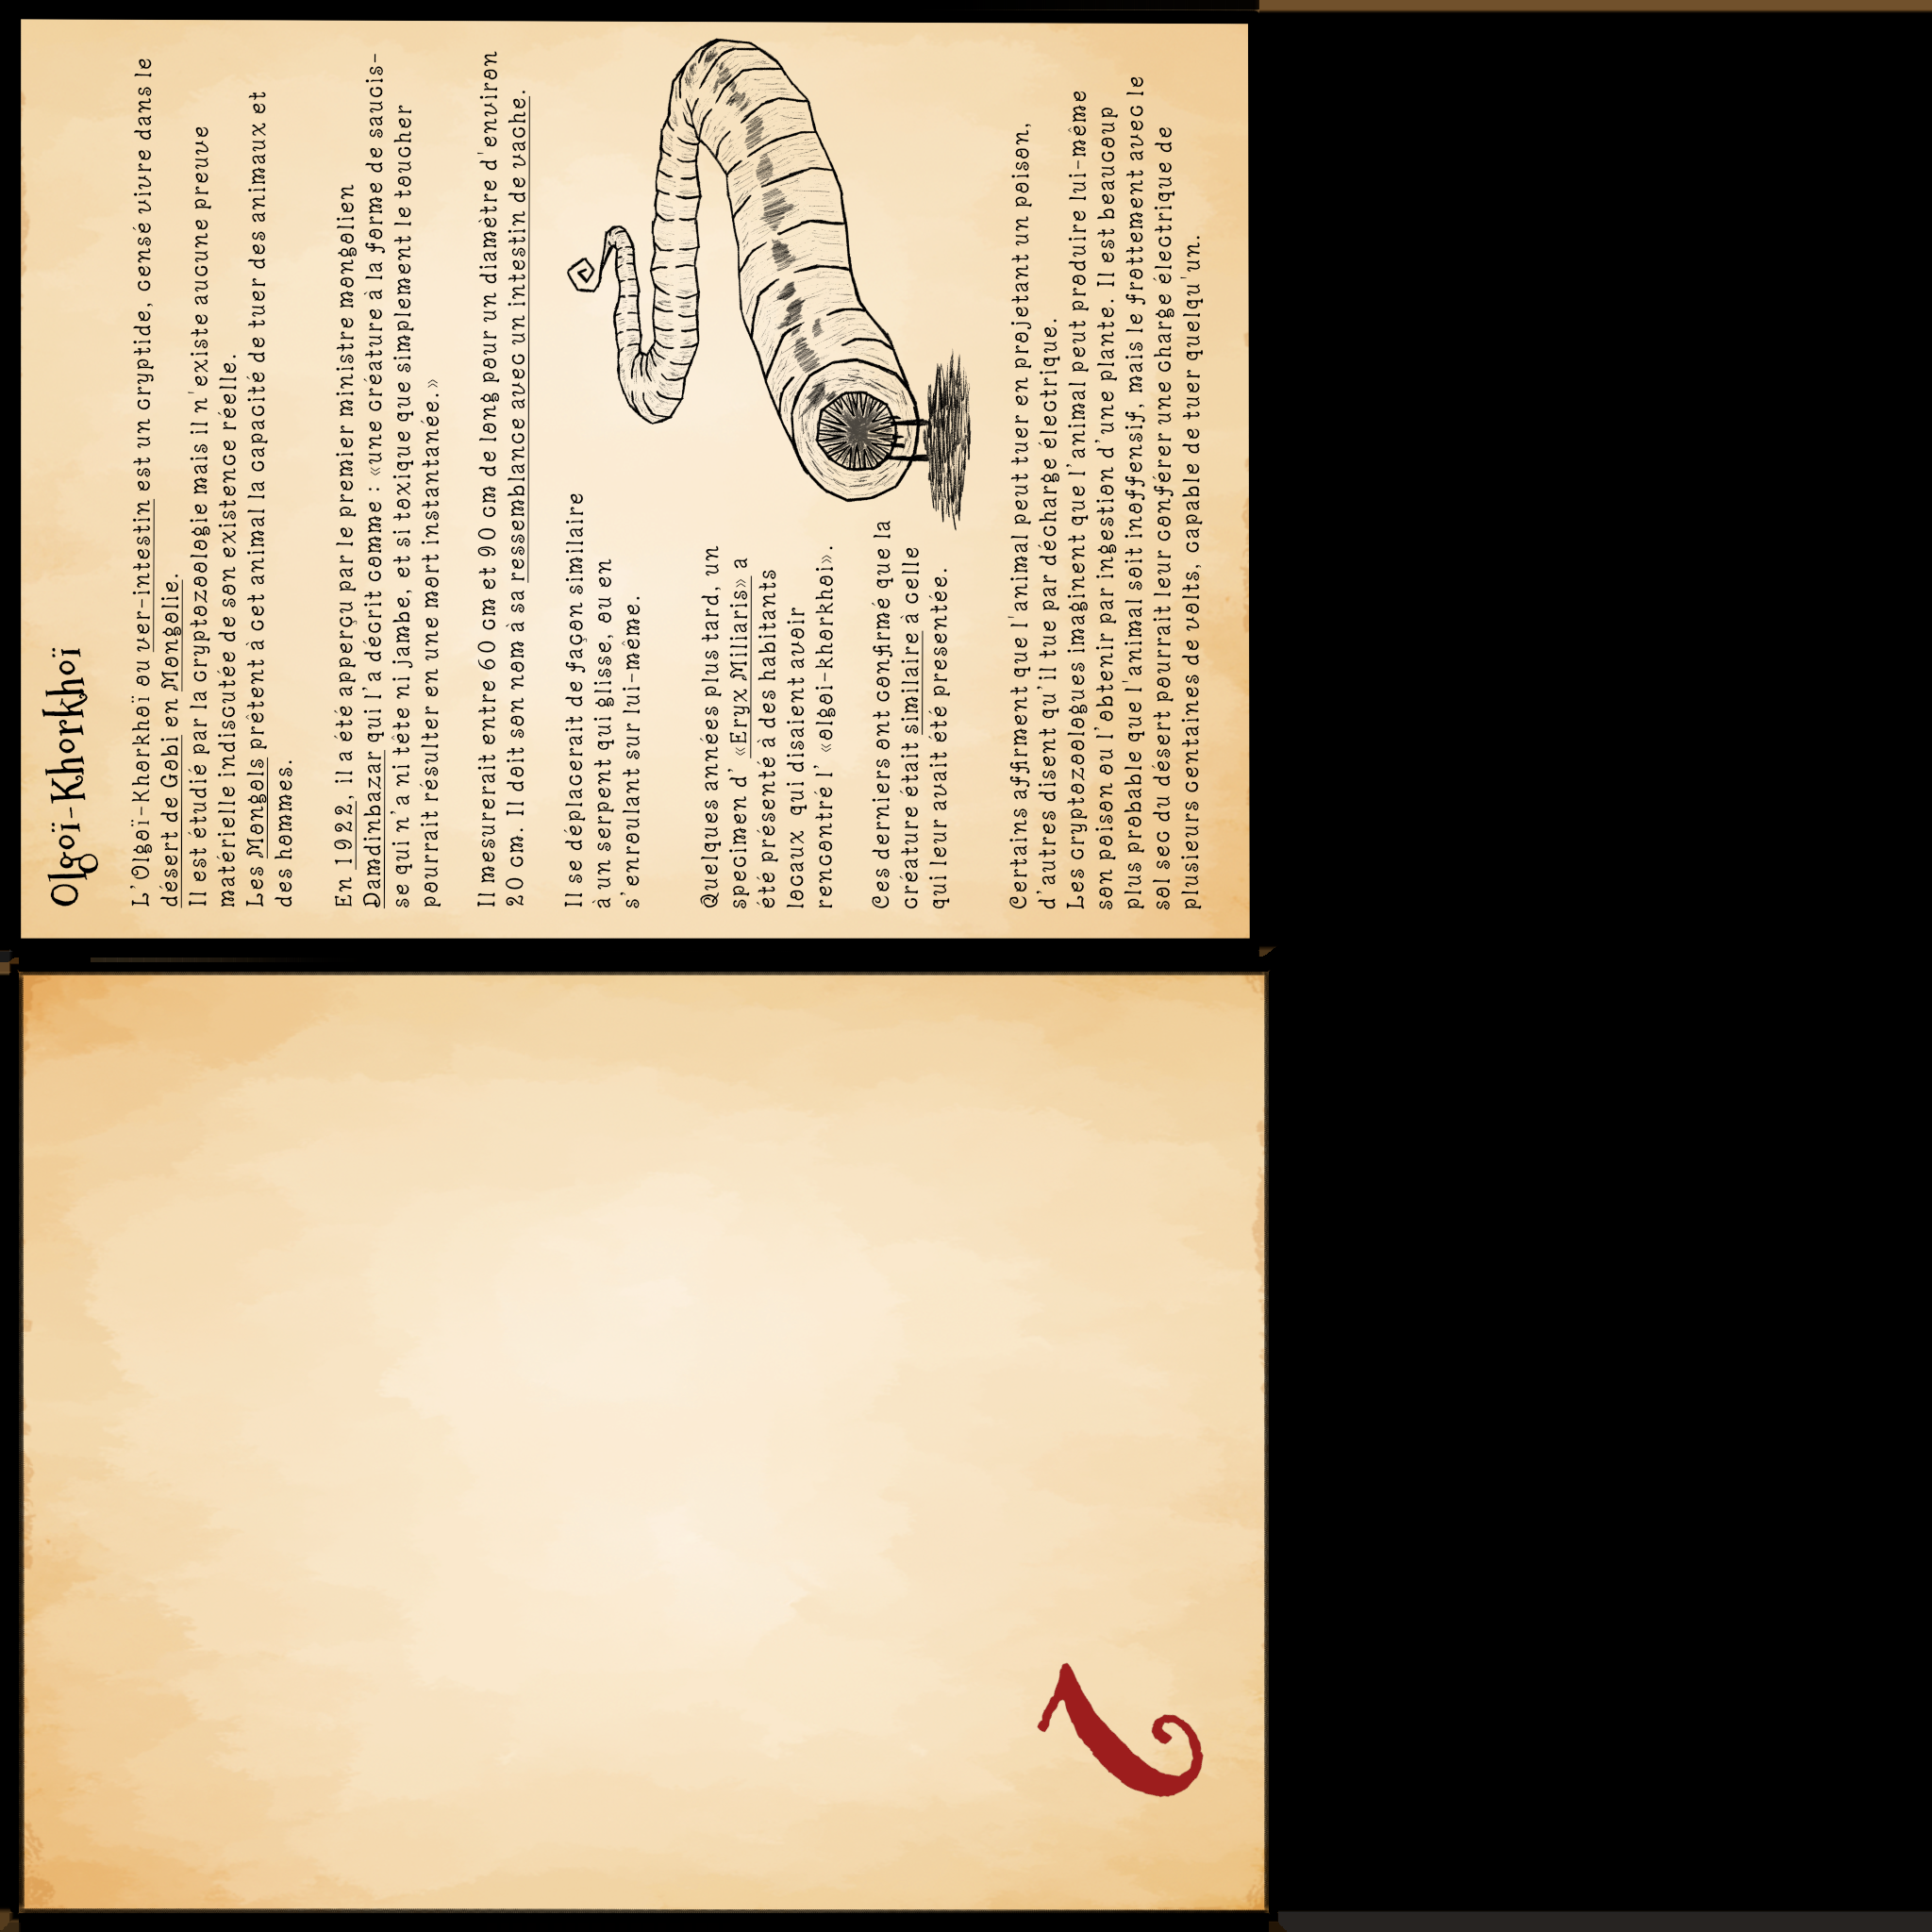 Olgoï-Khorkhoï
L'Olgoï-Khorkhoï ou ver-intestin est un cryptide, censé vivre dans le
désert de Gobi en Mongolie.
Il est étudié par la cryptozoologie mais il n'existe aucune preuve
matérielle indiscutée de son existence réelle.
Les Mongols prêtent à cet animal la capacité de tuer des animaux et
des hommes.
En 1922, il a été aperçu par le premier ministre mongolien
Damdinbazar qui l'a décrit comme : «une créature à la forme de saucis-
se qui n'a ni tête ni jambe, et si toxique que simplement le toucher
pourrait résulter en une mort instantanée.»
Il mesurerait entre 60 cm et 90 cm de long pour un diamètre d'environ
20 cm. Il doit son nom à sa ressemblance avec un intestin de vache.
Il se déplacerait de façon similaire
à un serpent qui glisse, ou en
s'enroulant sur lui-même.
Quelques années plus tard, un
specimen d' «Eryx Miliaris» a
été présenté à des habitants
locaux qui disaient avoir
rencontré l' «olgoi-khorkhoi».
Ces derniers ont confirmé que la
créature était similaire à celle
qui leur avait été presentée.
Certains affirment que l'animal peut tuer en projetant un poison,
d'autres disent qu'il tue par décharge électrique.
Les cryptozoologues imaginent que l'animal peut produire lui-même
son poison ou l'obtenir par ingestion d'une plante. Il est beaucoup
plus probable que l'animal soit inoffensif, mais le frottement avec le
sol sec du désert pourrait leur conférer une charge électrique de
plusieurs centaines de volts, capable de tuer quelqu'un.